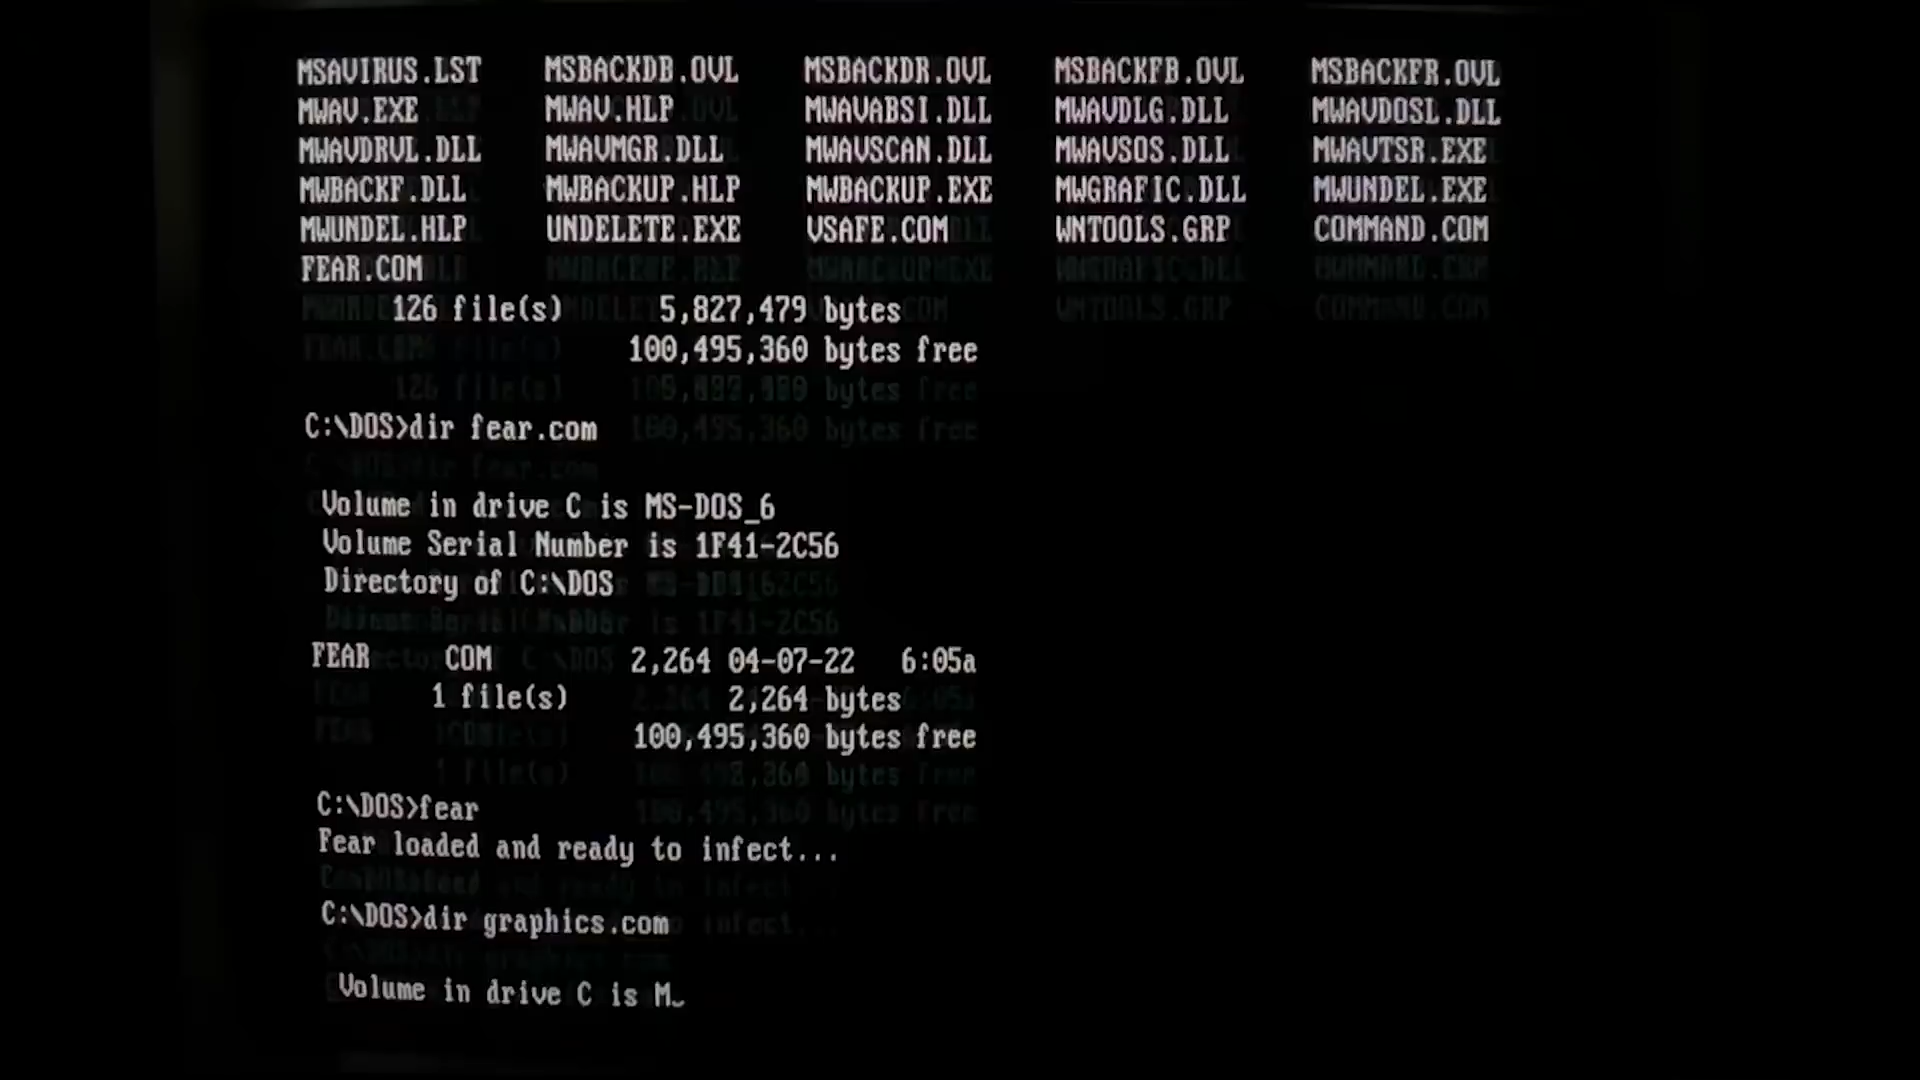 MSAVIRUS.LST MSBACKDB.OVL MSBACKDR.OVL MSBACKFB.OVL MSBACKFR.OVL
MWAV.EXE MWAV.HLP MWAVABSI.DLL MWAVDLG.DLL MWAVDOSL.DLL
MWAVDRVL.DLL MWAVMGR.DLL MWAVSCAN.DLL MWAVSOS.DLL MWAVTSR.EXE
MWBACKF.DLL MWBACKUP.HLP MWBACKUP.EXE MWGRAFIC.DLL MWUNDEL.EXE
MWUNDEL.HLP UNDELETE.EXE VSAFE.COM WNTOOLS.GRP COMMAND.COM
FEAR.COM
126 file(s) 5,827,479 bytes
100,495,360 bytes free
C:\DOS>dir fear.com
Volume in drive C is MS-DOS_6
Volume Serial Number is 1F41-2C56
Directory of C:\DOS
FEAR COM 2,264 04-07-22 6:05a
1 file(s) 2,264 bytes
100,495,360 bytes free
C:\DOS>fear
Fear loaded and ready to infect...
C:\DOS>dir graphics.com
Volume in drive C is M